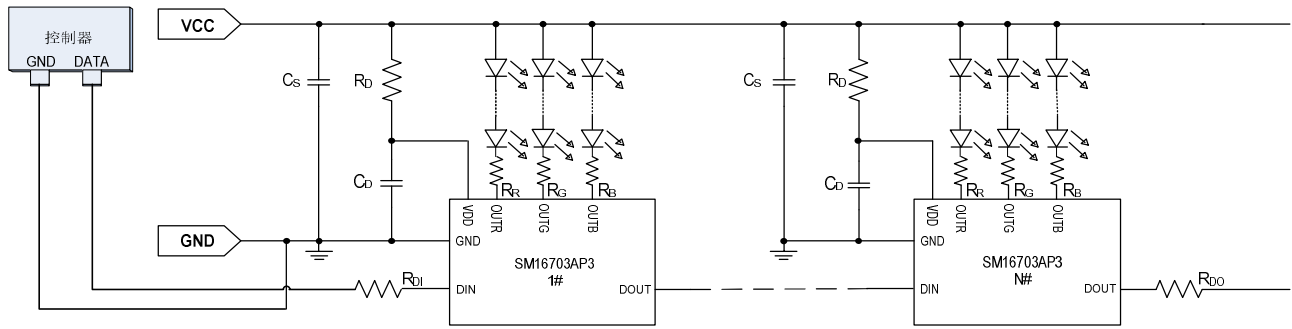 控制器
GND DATA
VCC
GND
CS
RD
CD
RR
RG
RB
VDD
OUTR
OUTG
OUTB
GND
SM16703AP3
1#
DIN
DOUT
RDI
CS
RD
CD
RR
RG
RB
VDD
OUTR
OUTG
OUTB
GND
SM16703AP3
N#
DIN
DOUT
RDO